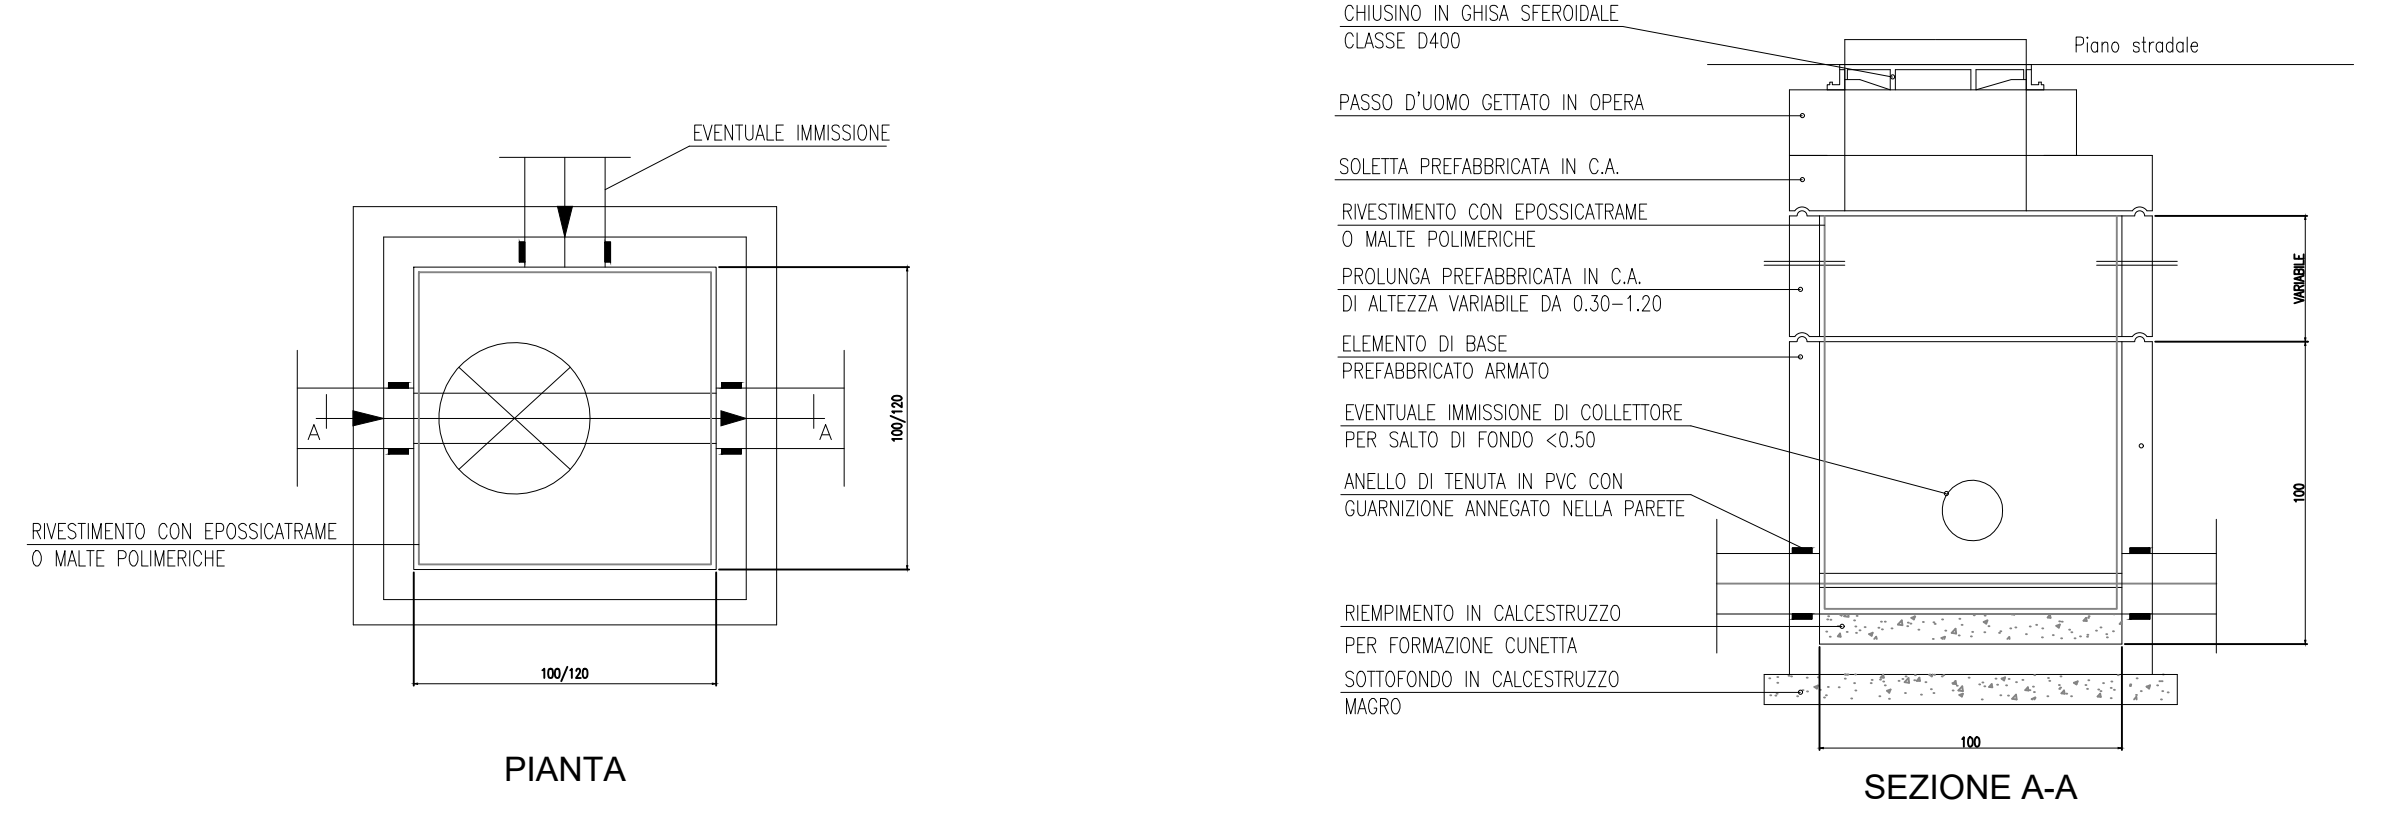 EVENTUALE IMMISSIONE
A
A
100/120
RIVESTIMENTO CON EPOSSICATRAME
O MALTE POLIMERICHE
100/120
PIANTA
CHIUSINO IN GHISA SFEROIDALE
CLASSE D400
Piano stradale
PASSO D'UOMO GETTATO IN OPERA
SOLETTA PREFABBRICATA IN C.A.
RIVESTIMENTO CON EPOSSICATRAME
O MALTE POLIMERICHE
PROLUNGA PREFABBRICATA IN C.A.
DI ALTEZZA VARIABILE DA 0.30-1.20
VARIABILE
ELEMENTO DI BASE
PREFABBRICATO ARMATO
EVENTUALE IMMISSIONE DI COLLETTORE
PER SALTO DI FONDO <0.50
ANELLO DI TENUTA IN PVC CON
GUARNIZIONE ANNEGATO NELLA PARETE
100
RIEMPIMENTO IN CALCESTRUZZO
PER FORMAZIONE CUNETTA
SOTTOFONDO IN CALCESTRUZZO
MAGRO
100
SEZIONE A-A